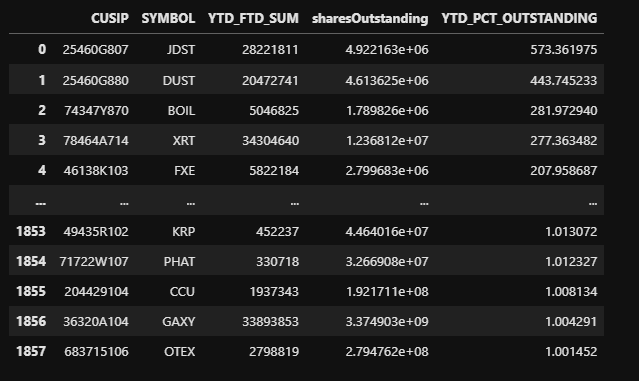 CUSIP SYMBOL YTD_FTD_SUM sharesOutstanding YTD_PCT_OUTSTANDING
0 25460G807 JDST 28221811 4.922163e+06 573.361975
1 25460G880 DUST 20472741 4.613625e+06 443.745233
2 74347Y870 BOIL 5046825 1.789826e+06 281.972940
3 78464A714 XRT 34304640 1.236812e+07 277.363482
4 46138K103 FXE 5822184 2.799683e+06 207.958687
... ... ... ... ... ...
1853 49435R102 KRP 452237 4.464016e+07 1.013072
1854 71722W107 PHAT 330718 3.266908e+07 1.012327
1855 204429104 CCU 1937343 1.921711e+08 1.008134
1856 36320A104 GAXY 33893853 3.374903e+09 1.004291
1857 683715106 OTEX 2798819 2.794762e+08 1.001452